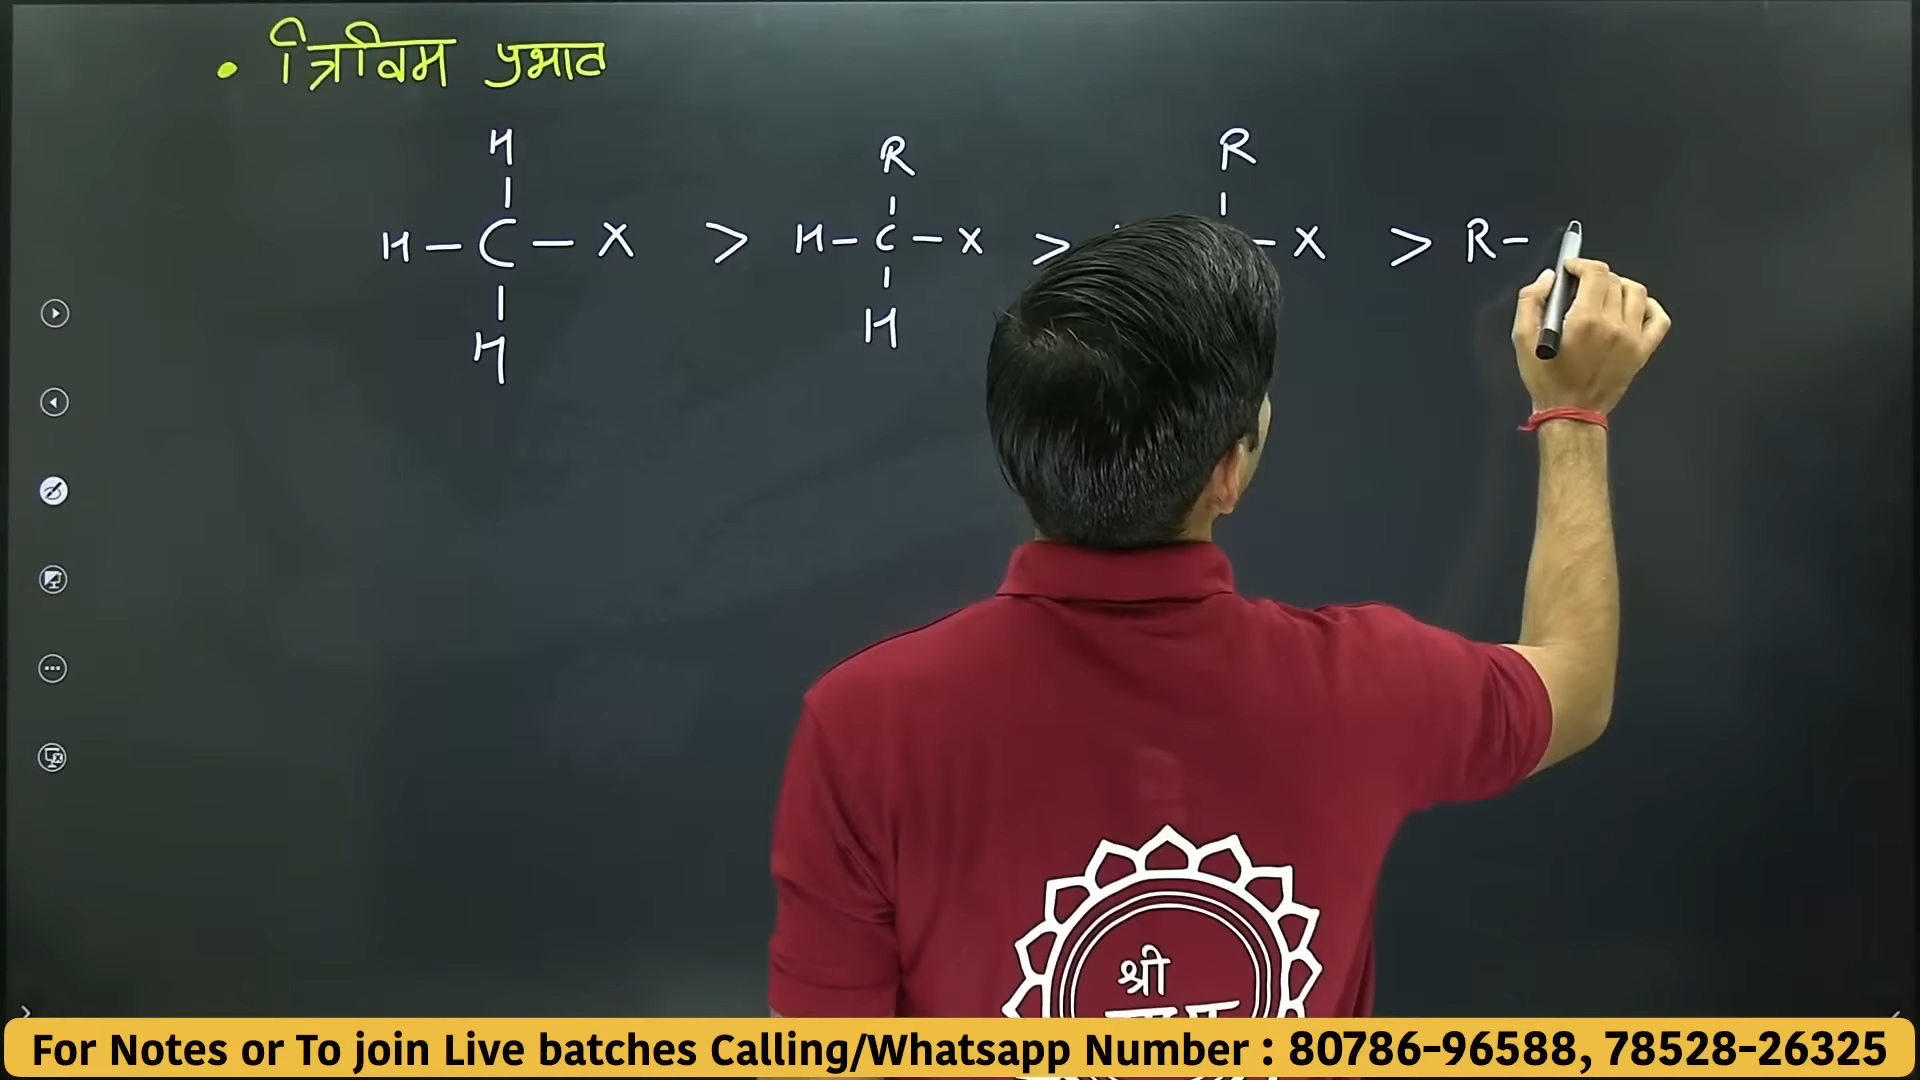 • त्रिविम प्रभाव
H R R
H – C – X > H – C – X > – X > R –
H H
श्री
For Notes or To join Live batches Calling/Whatsapp Number : 80786-96588, 78528-26325